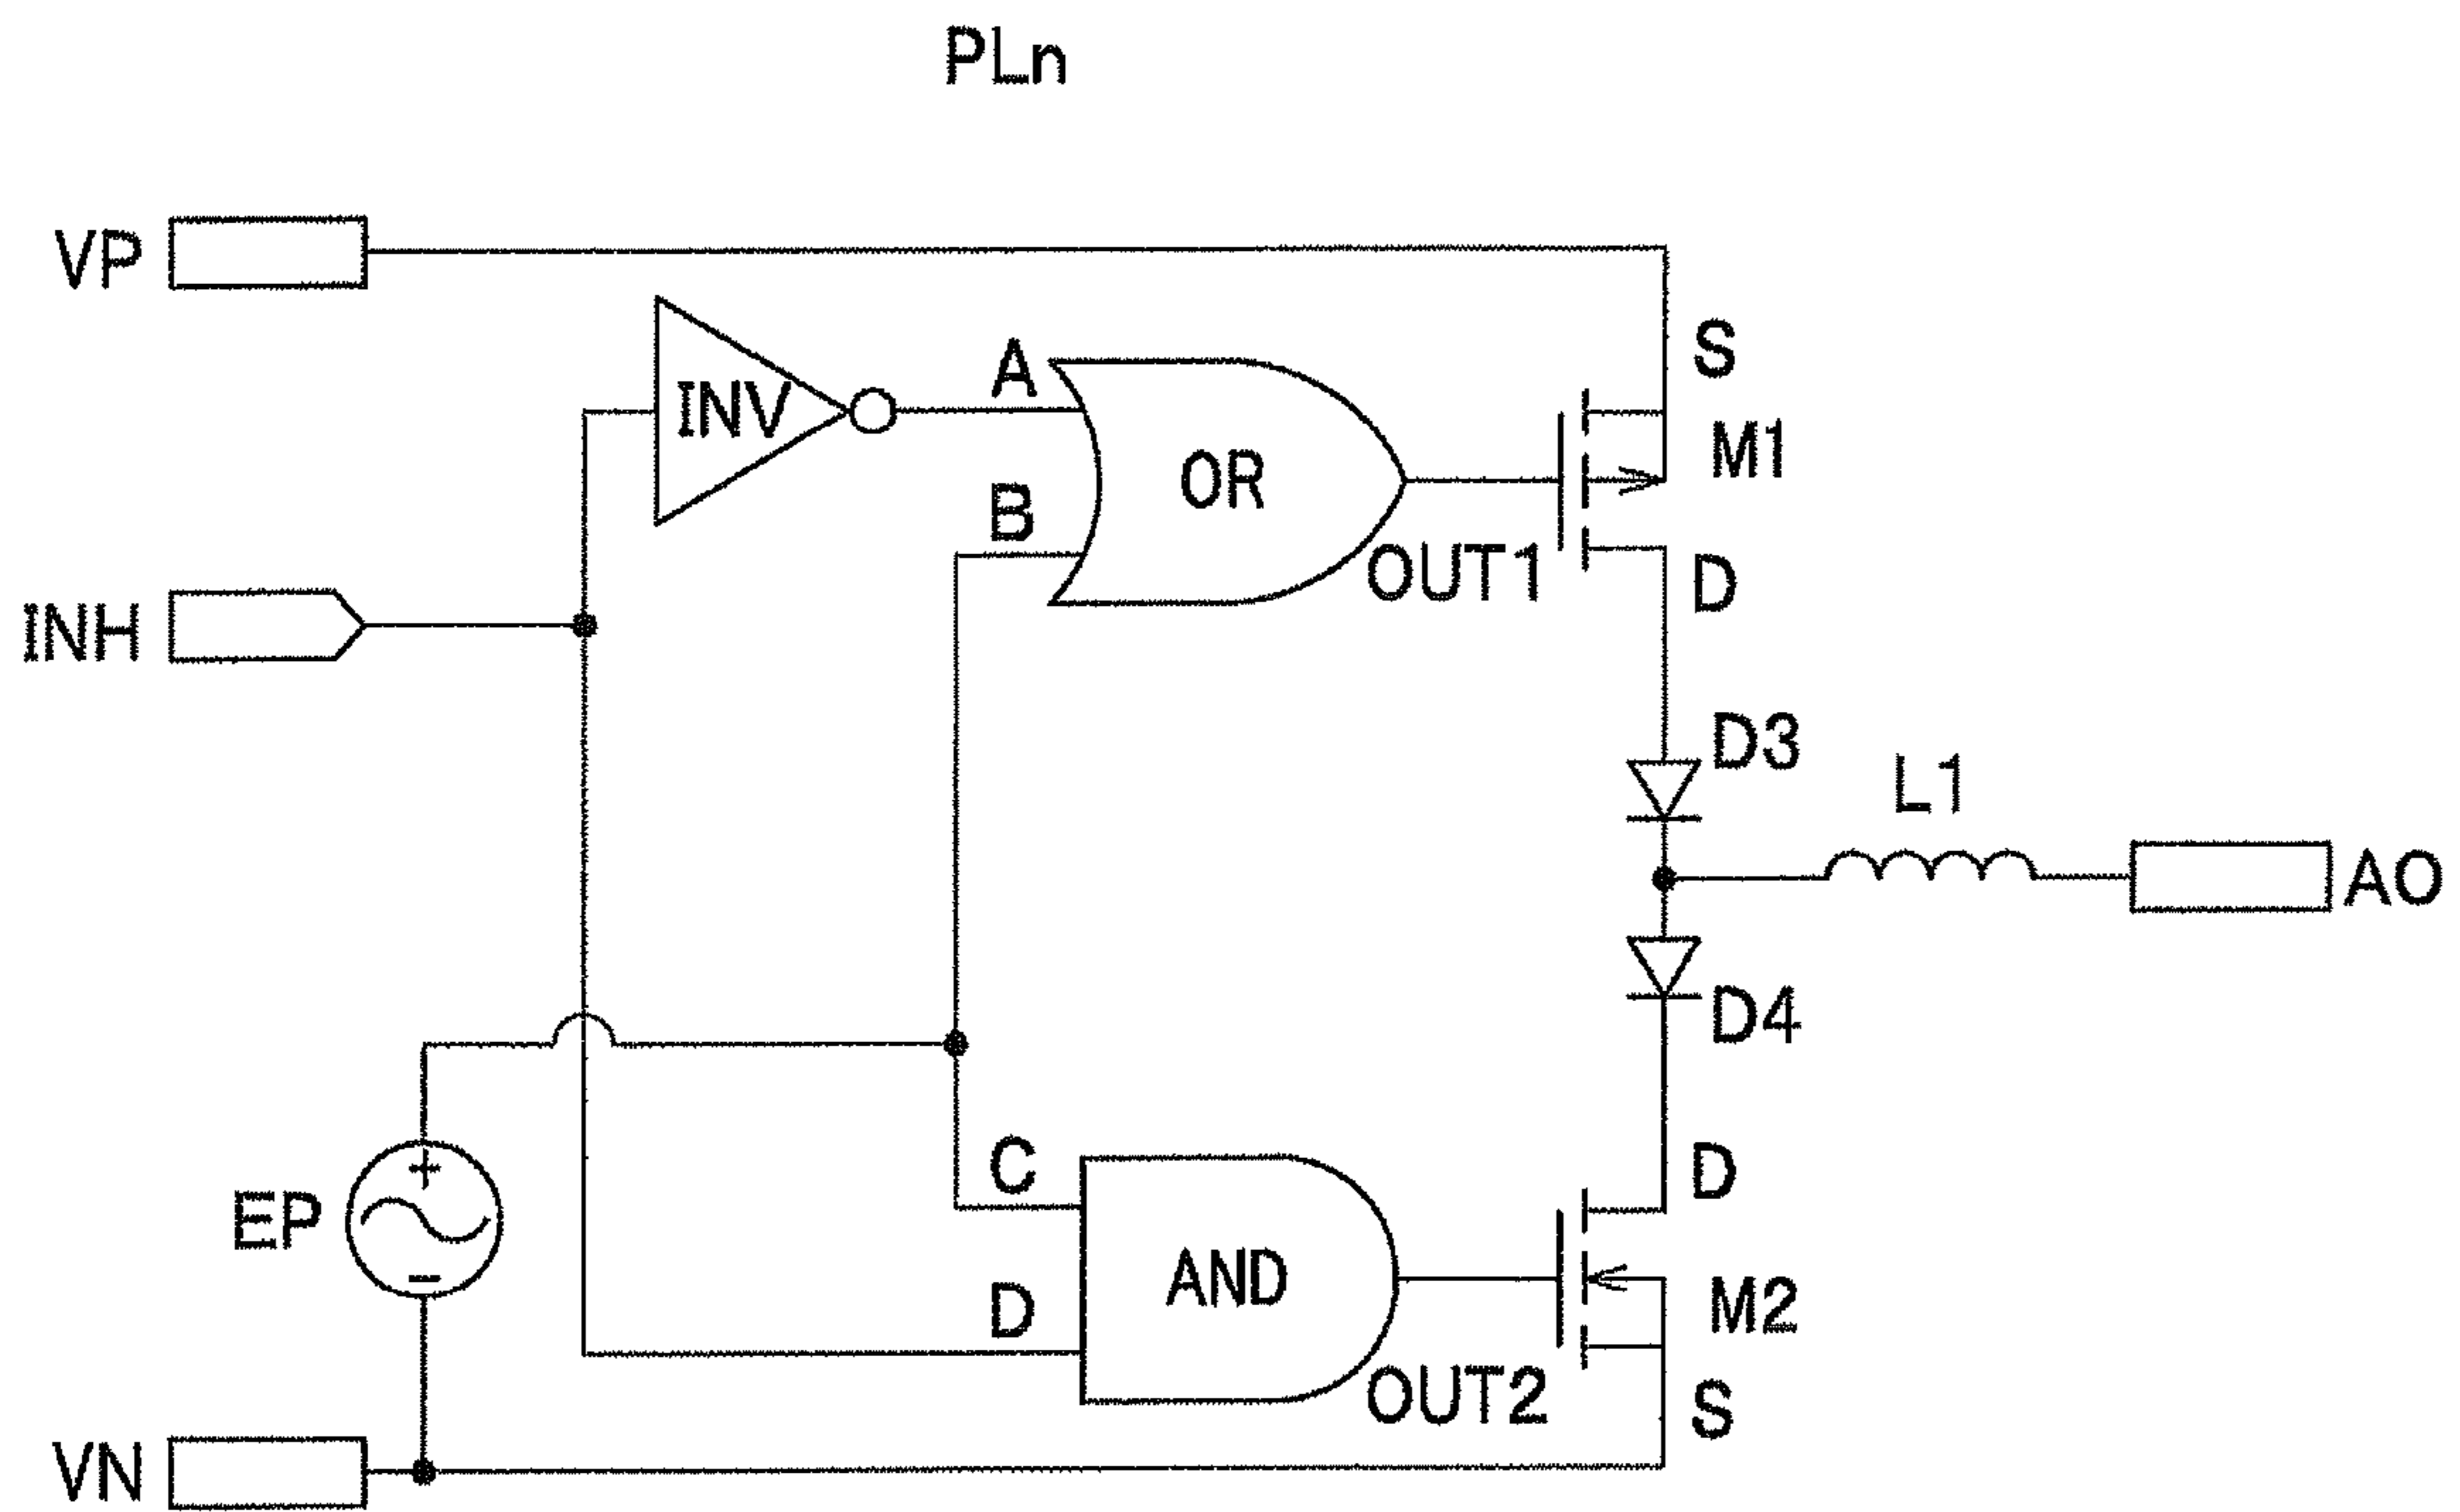 PLn
VP
S
INV
A
M1
OR
B
OUT1
D
INH
D3
L1
AO
D4
C
D
EP
AND
D
M2
OUT2
S
VN
+
−